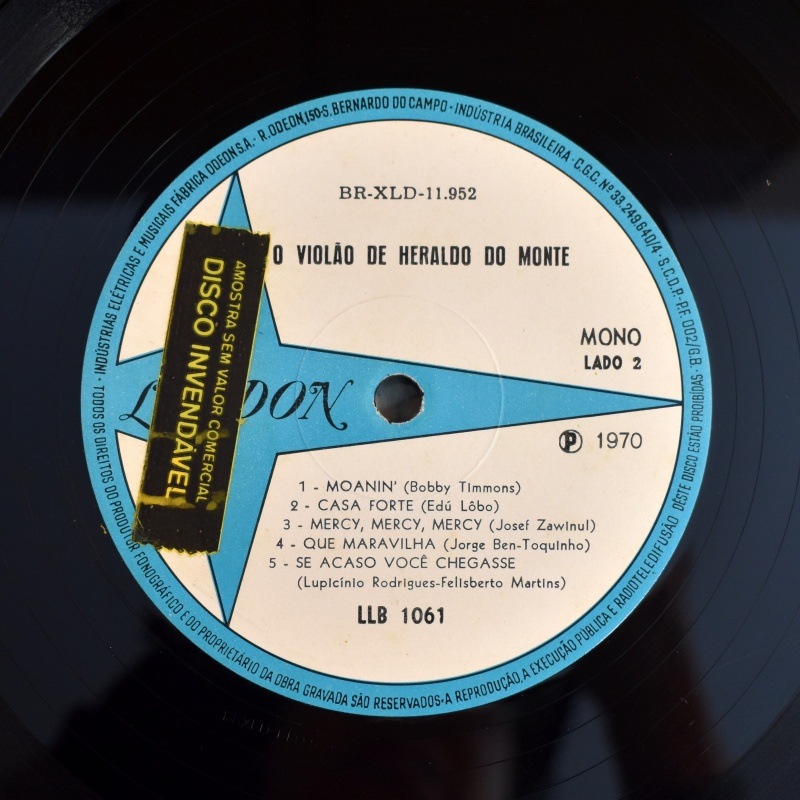 INDÚSTRIAS ELÉTRICAS E MUSICAIS FÁBRICA ODEON S.A. · R. ODEON, 150-S. BERNARDO DO CAMPO · INDÚSTRIA BRASILEIRA · C.G.C. Nº 33.249.640/4 · S.C.D.P.-P.F. 002/GB ·
BR-XLD-11.952
O VIOLÃO DE HERALDO DO MONTE
AMOSTRA SEM VALOR COMERCIAL
DISCO INVENDÁVEL
MONO
LADO 2
DON
Ⓟ 1970
1 - MOANIN' (Bobby Timmons)
2 - CASA FORTE (Edú Lôbo)
3 - MERCY, MERCY, MERCY (Josef Zawinul)
4 - QUE MARAVILHA (Jorge Ben-Toquinho)
5 - SE ACASO VOCÊ CHEGASSE
(Lupicínio Rodrigues-Felisberto Martins)
LLB 1061
TODOS OS DIREITOS DO PRODUTOR FONOGRÁFICO E DO PROPRIETÁRIO DA OBRA GRAVADA SÃO RESERVADOS · A REPRODUÇÃO, A EXECUÇÃO PÚBLICA E RADIOTELEDIFUSÃO DÊSTE DISCO ESTÃO PROIBIDAS ·